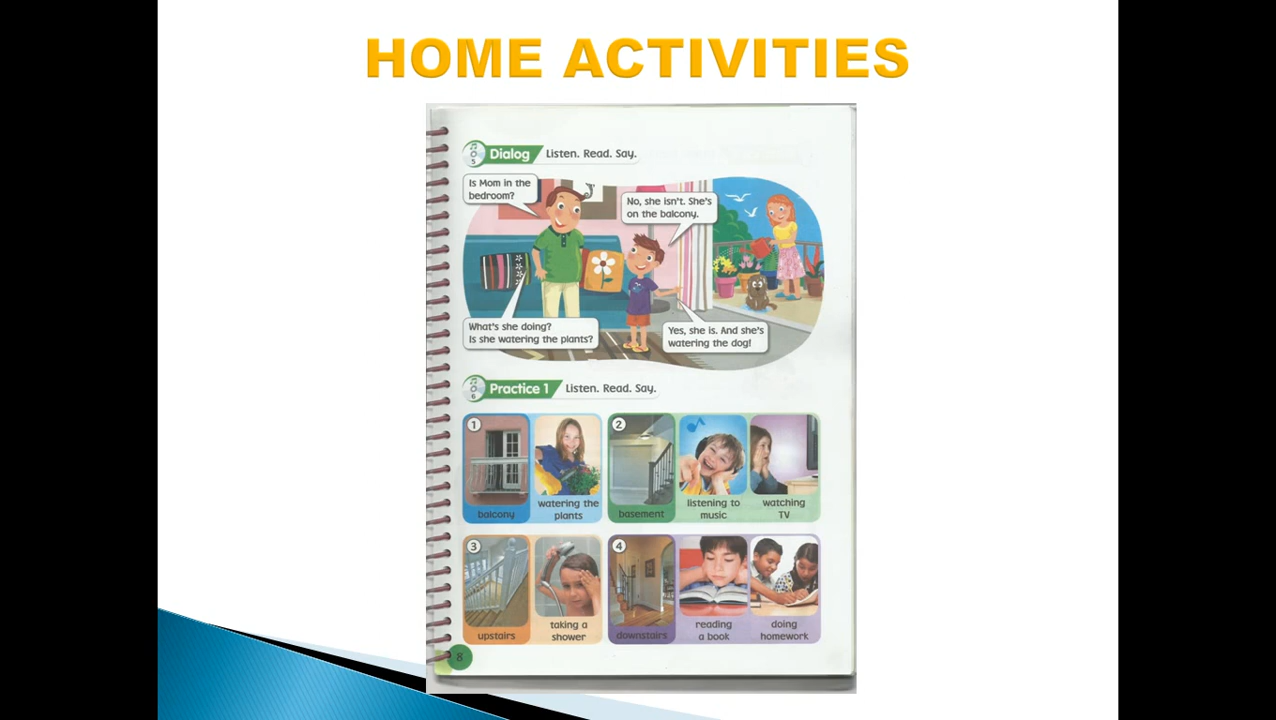 HOME ACTIVITIES
5
Dialog
Listen. Read. Say.
Is Mom in the
bedroom?
No, she isn't. She's
on the balcony.
What's she doing?
Is she watering the plants?
Yes, she is. And she's
watering the dog!
6
Practice 1
Listen. Read. Say.
1
balcony
watering the
plants
2
basement
listening to
music
watching
TV
3
upstairs
taking a
shower
4
downstairs
reading
a book
doing
homework
8